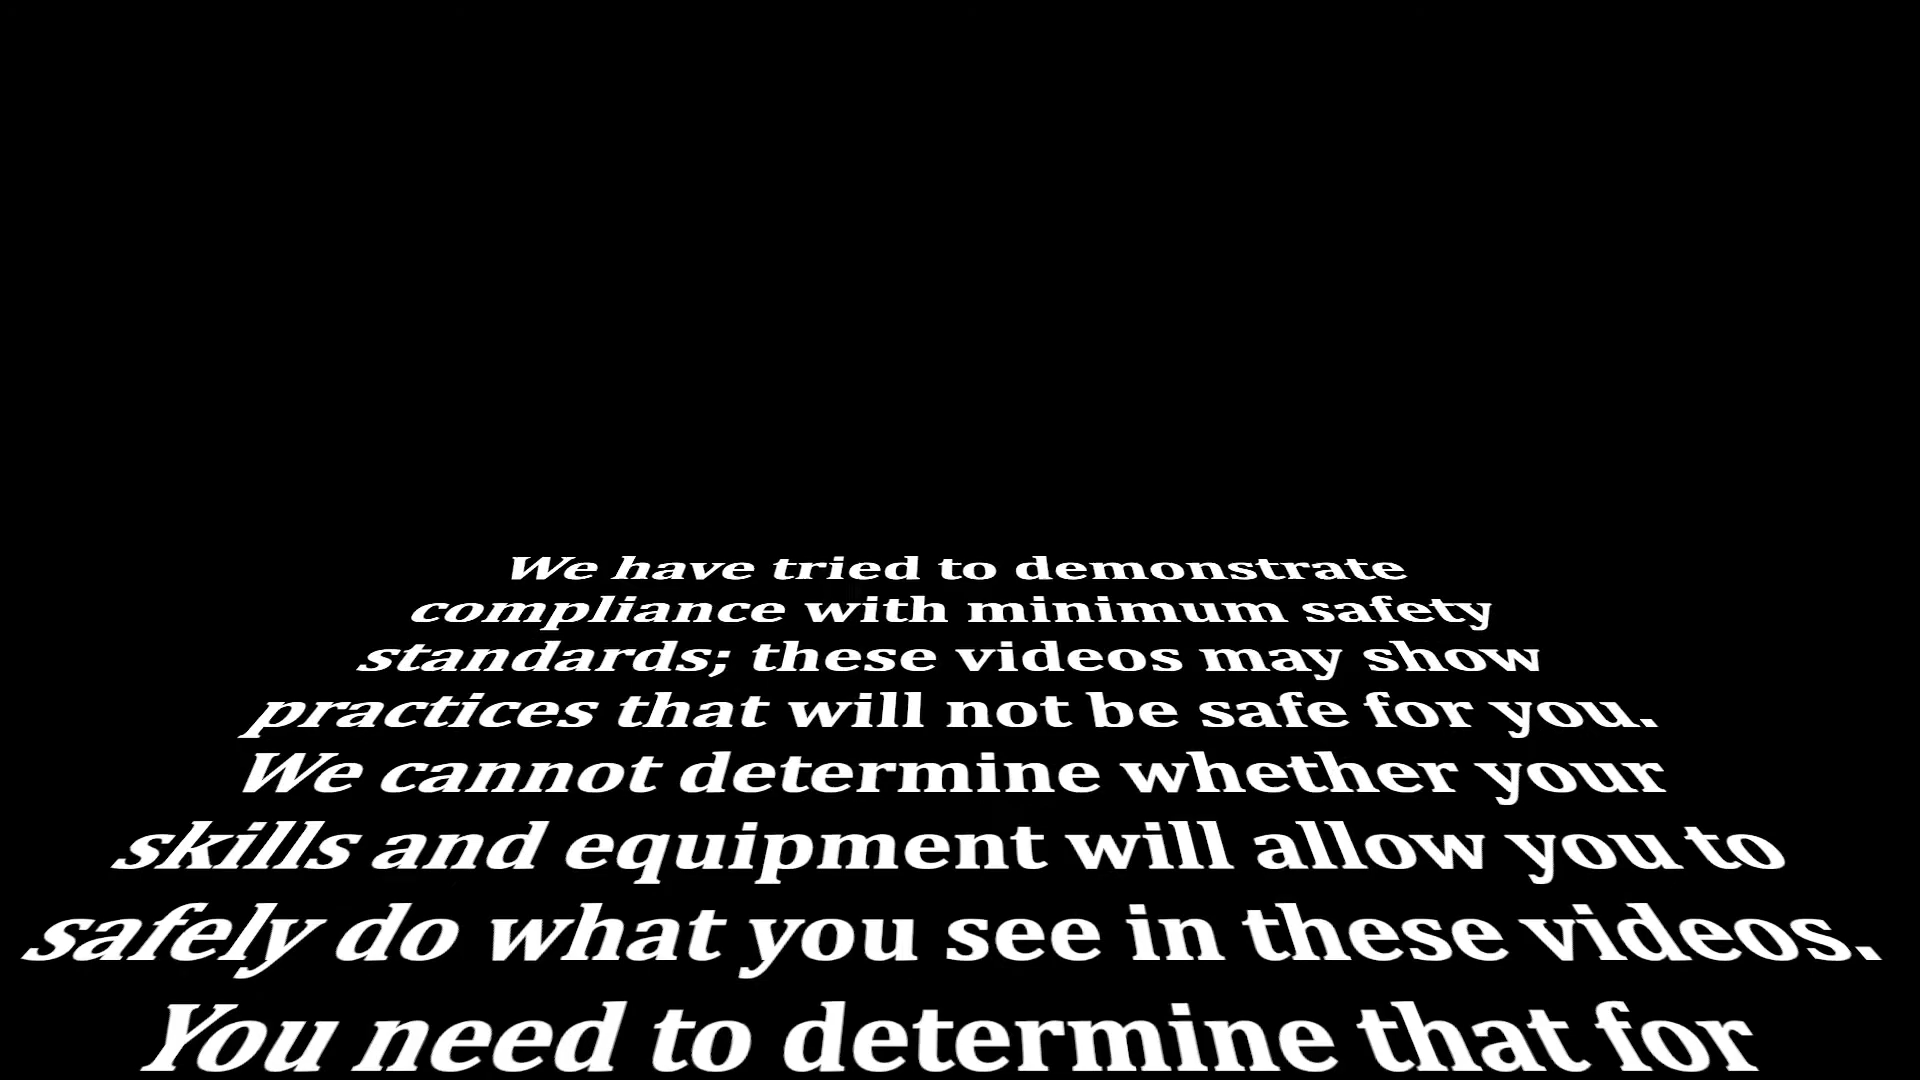 We have tried to demonstrate
compliance with minimum safety
standards; these videos may show
practices that will not be safe for you.
We cannot determine whether your
skills and equipment will allow you to
safely do what you see in these videos.
You need to determine that for